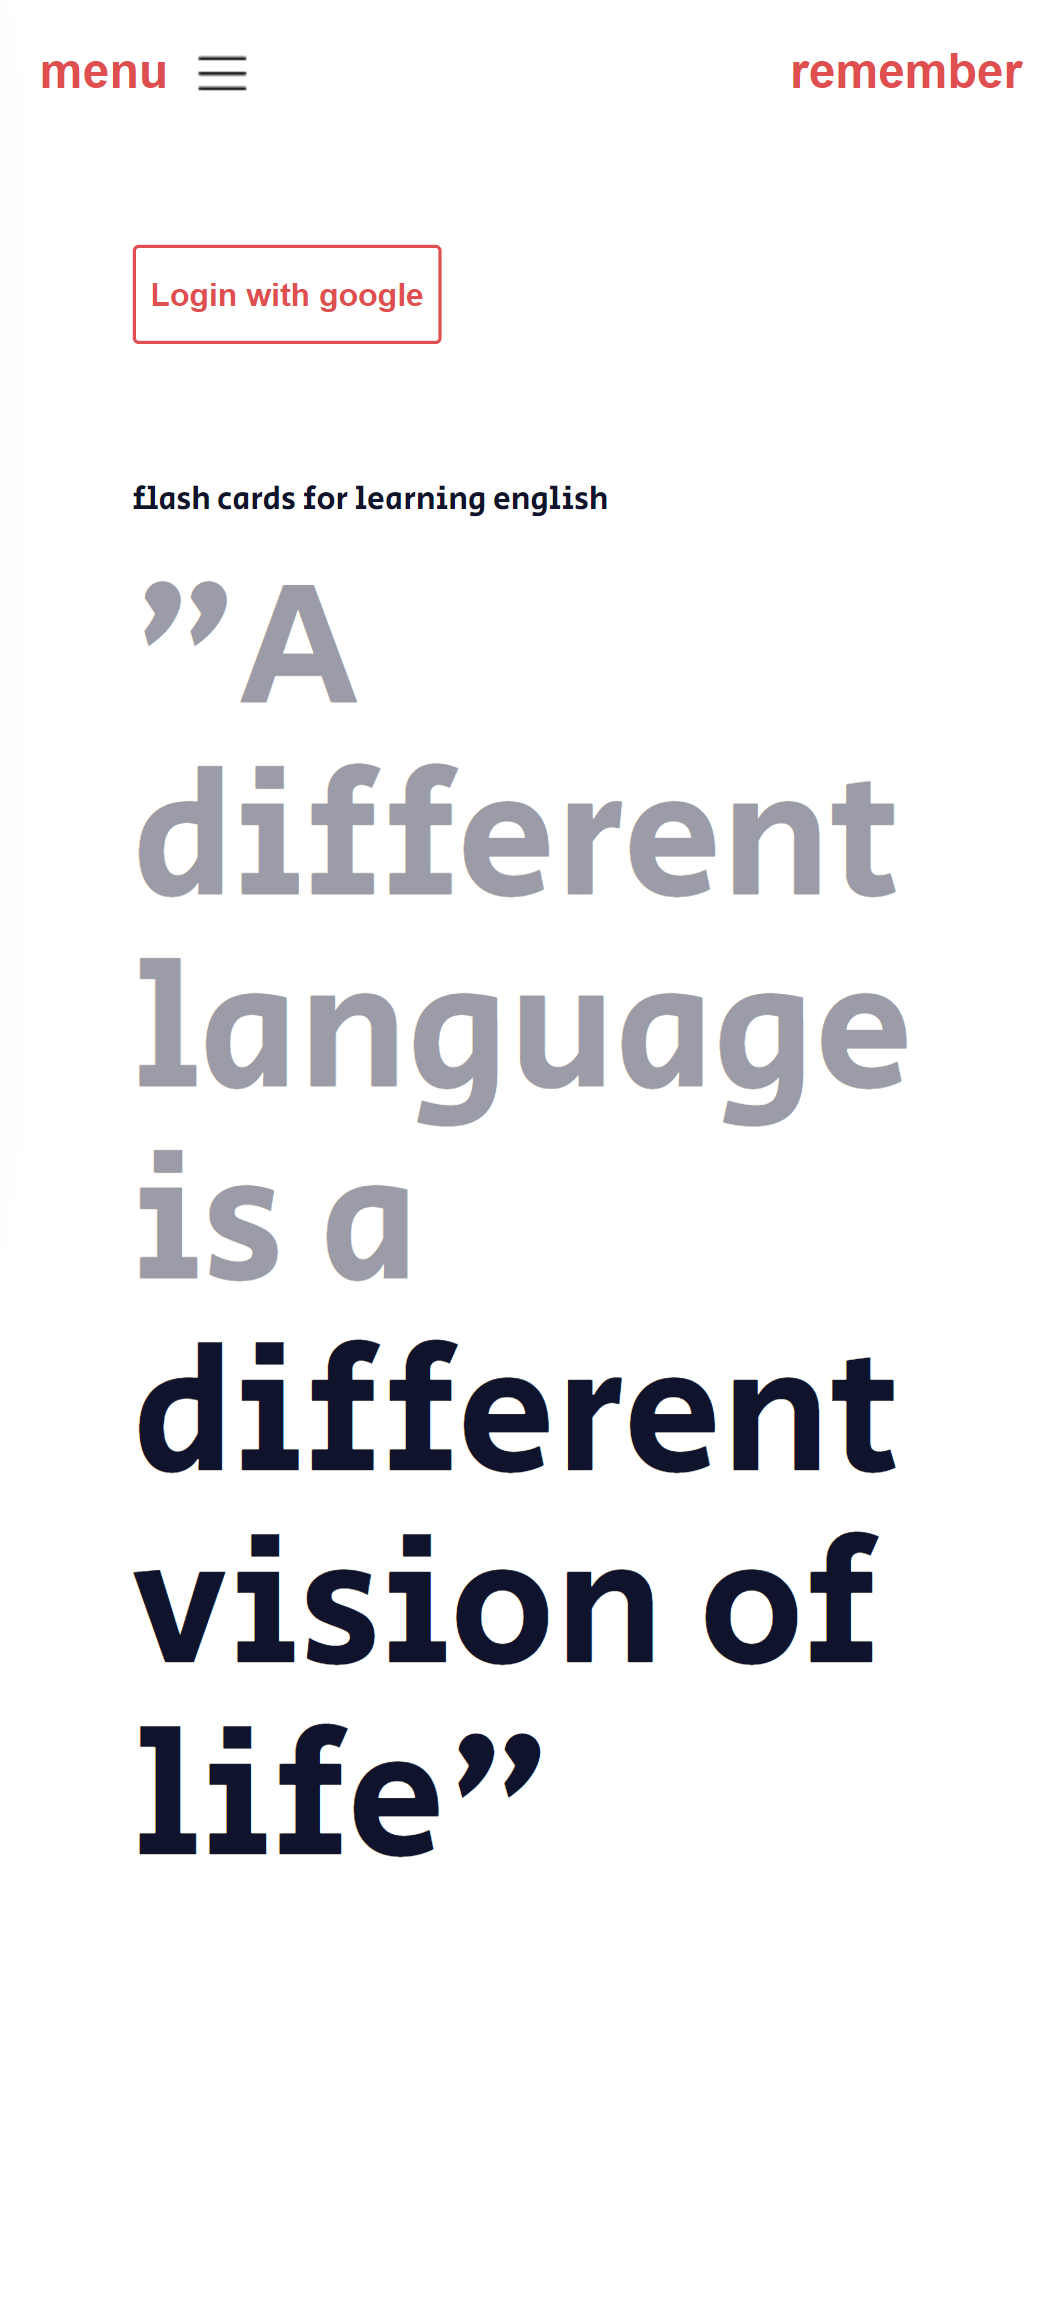 menu remember
Login with google
flash cards for learning english
”A
different
language
is a
different
vision of
life”